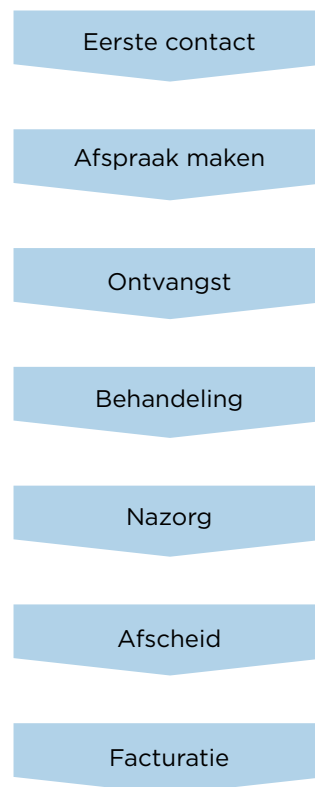 Eerste contact
Afspraak maken
Ontvangst
Behandeling
Nazorg
Afscheid
Facturatie